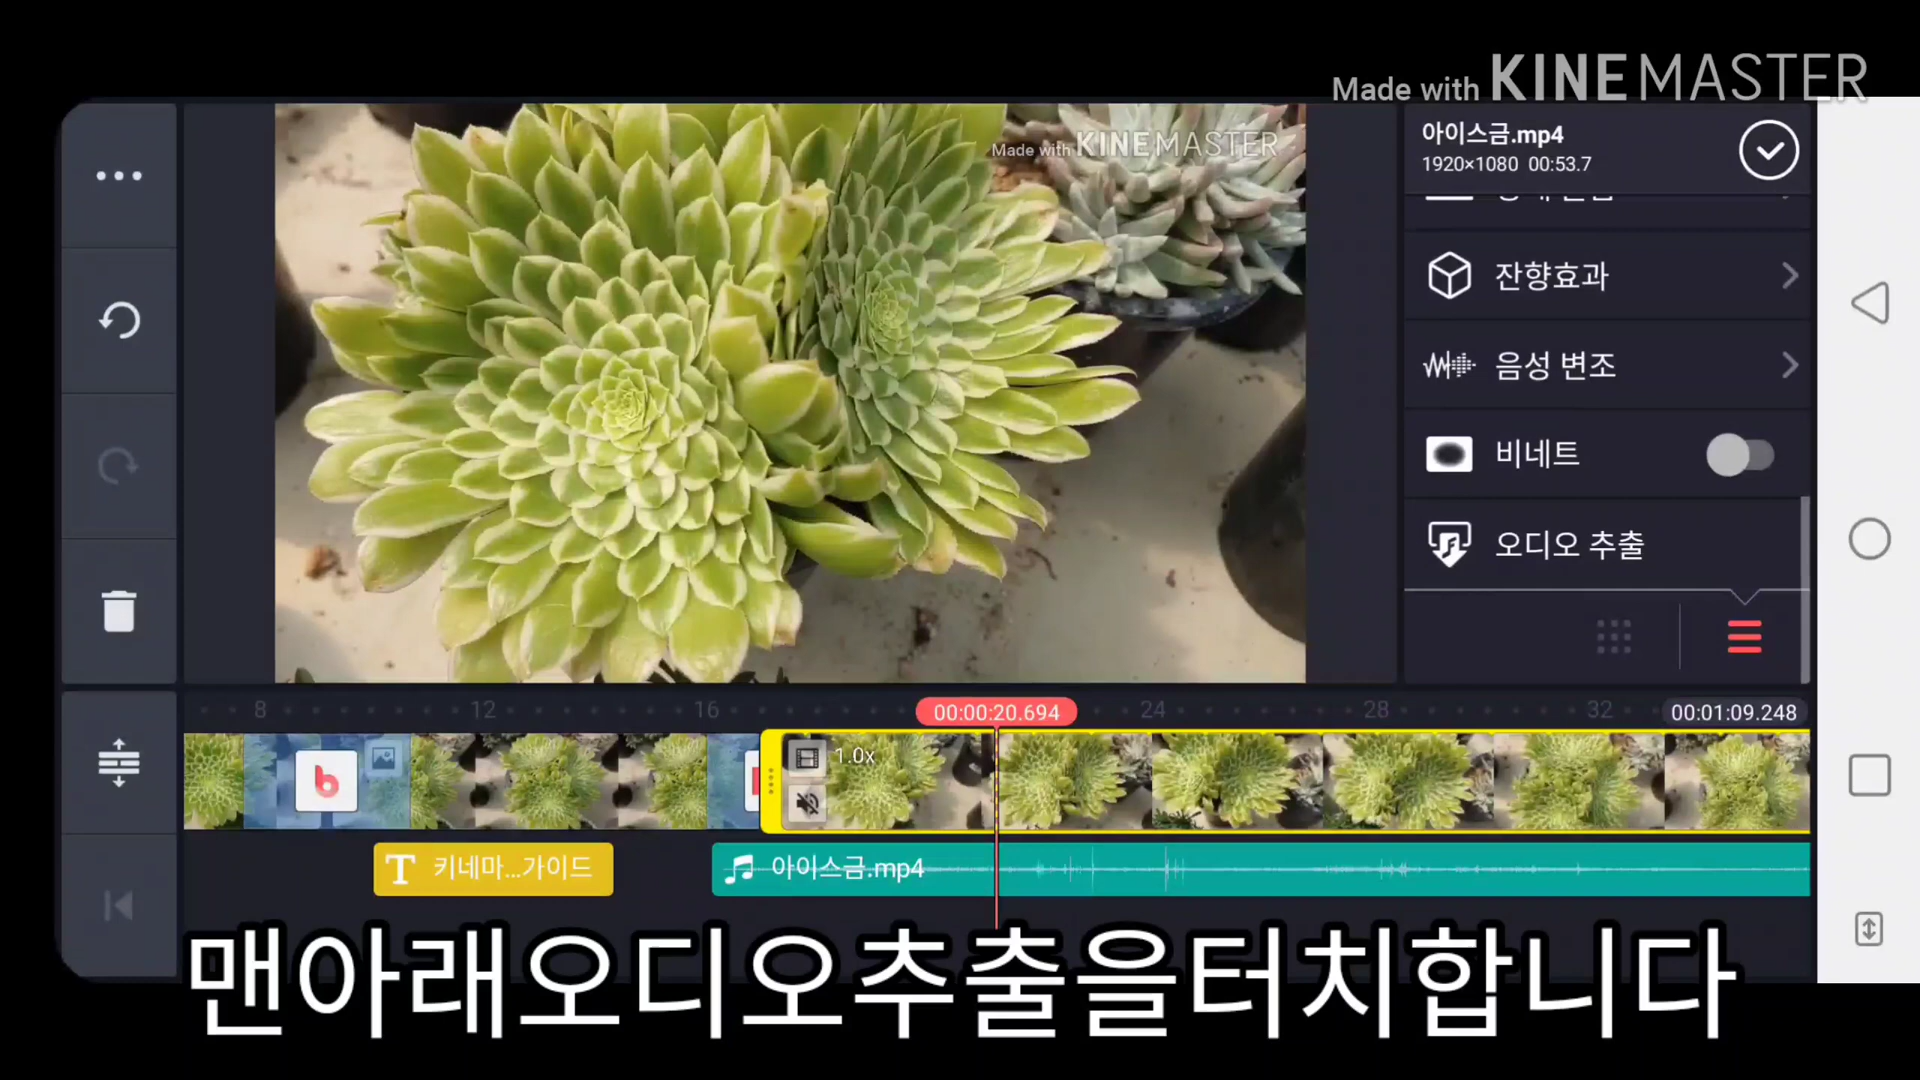 Made with KINEMASTER
Made with KINEMASTER
아이스금.mp4
1920×1080 00:53.7
잔향효과
음성 변조
비네트
오디오 추출
8 12 16 00:00:20.694 24 28 32 00:01:09.248
b
1.0x
T 키네마...가이드
아이스금.mp4
맨아래오디오추출을터치합니다